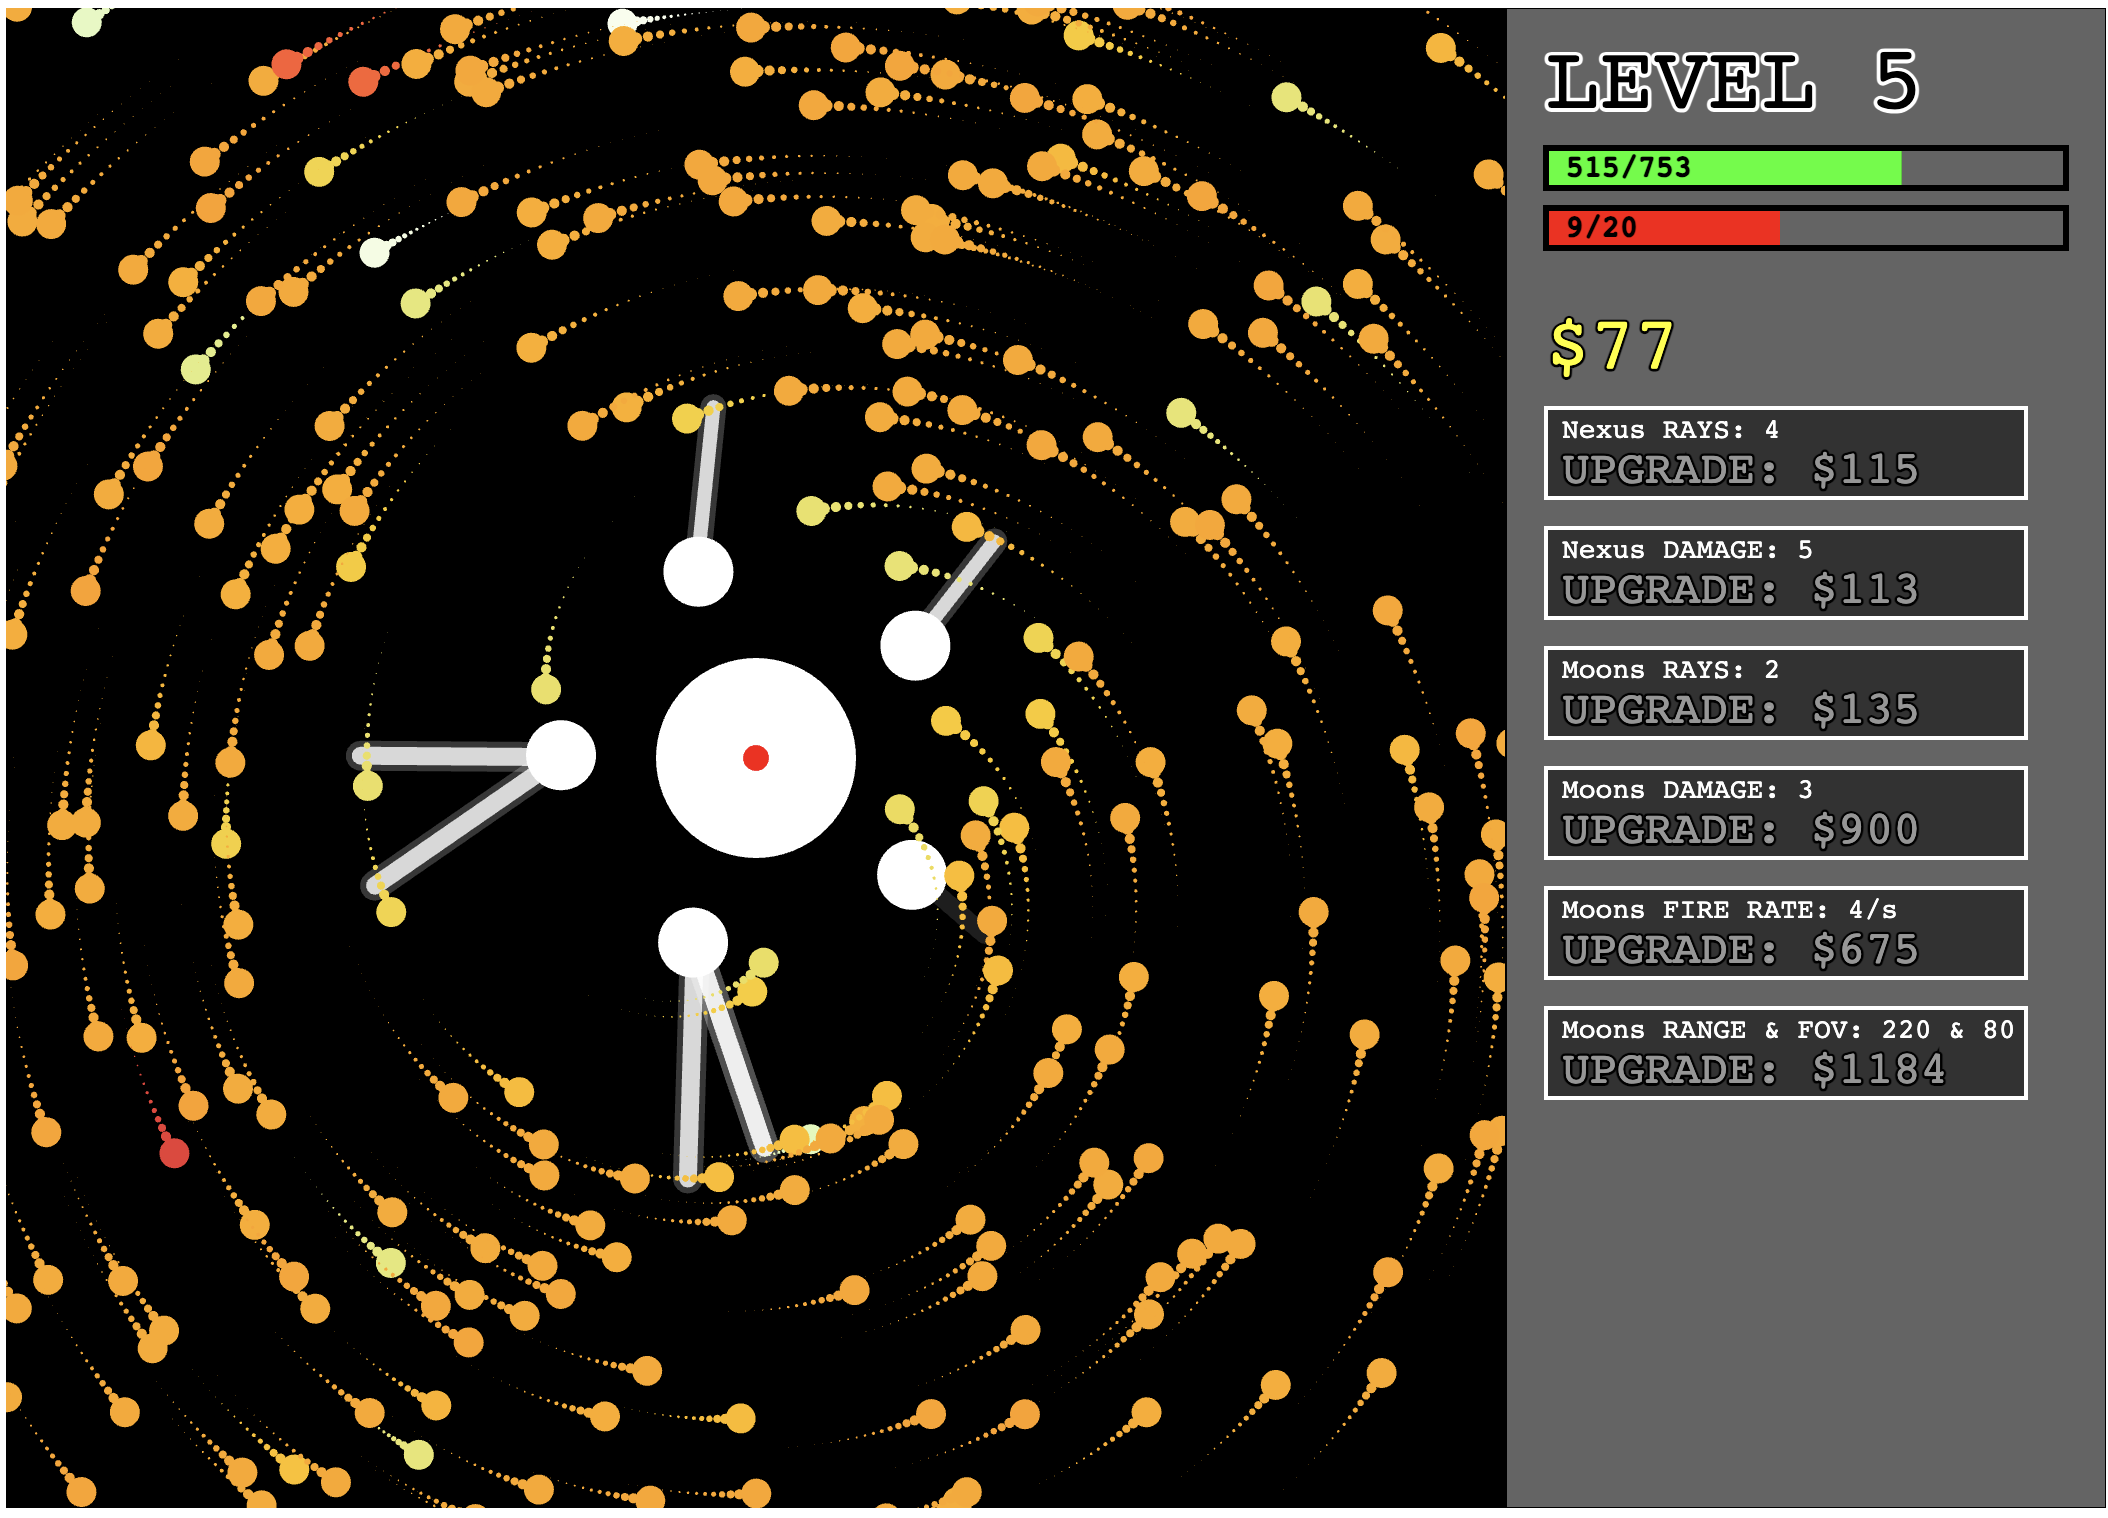 LEVEL 5
515/753
9/20
$77
Nexus RAYS: 4
UPGRADE: $115
Nexus DAMAGE: 5
UPGRADE: $113
Moons RAYS: 2
UPGRADE: $135
Moons DAMAGE: 3
UPGRADE: $900
Moons FIRE RATE: 4/s
UPGRADE: $675
Moons RANGE & FOV: 220 & 80
UPGRADE: $1184